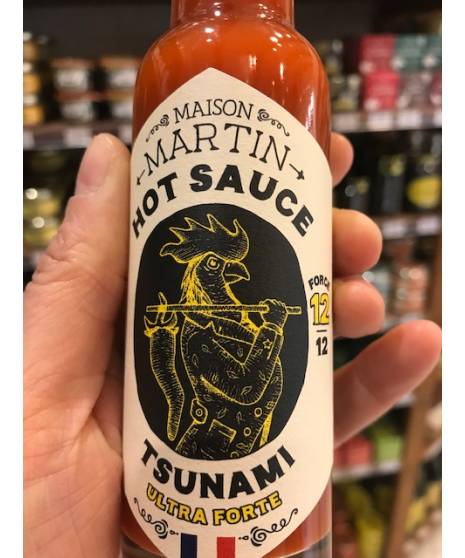 MAISON
MARTIN
HOT SAUCE
FORCE
12
12
TSUNAMI
ULTRA FORTE